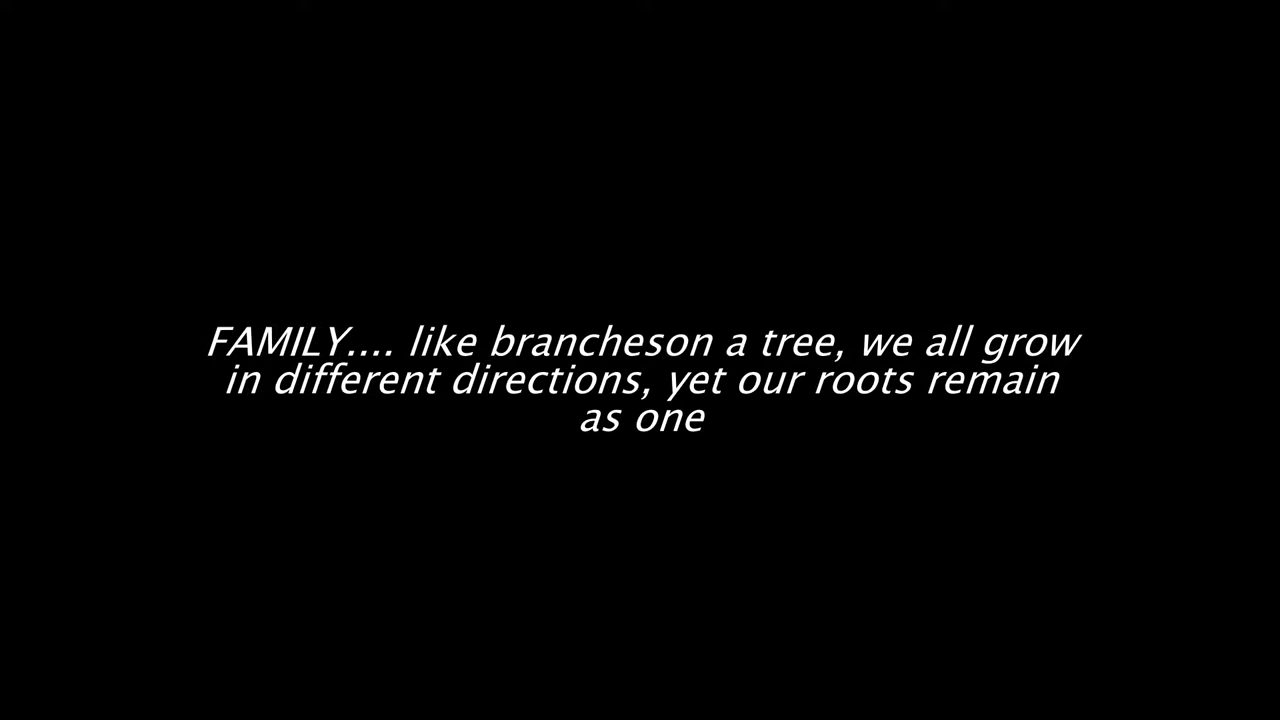 FAMILY.... like brancheson a tree, we all grow
in different directions, yet our roots remain
as one